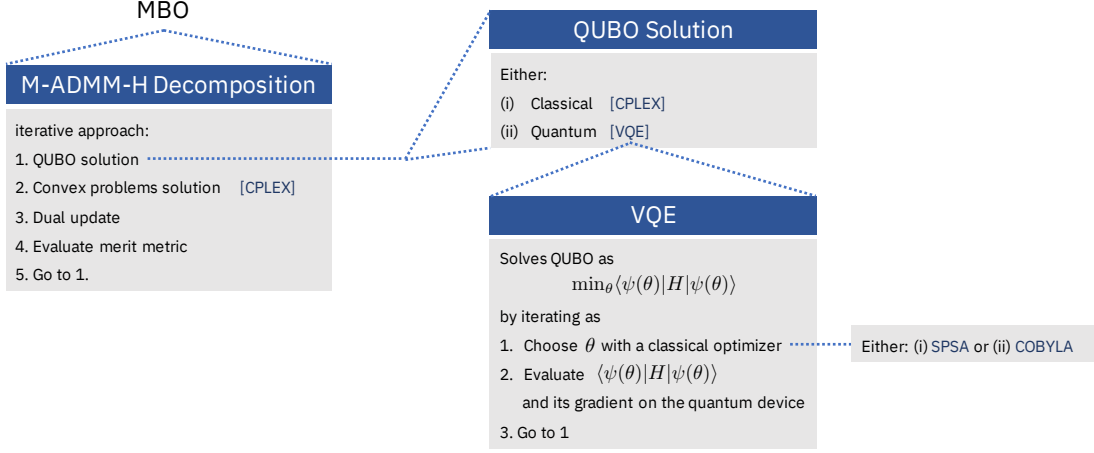 MBO
M-ADMM-H Decomposition
iterative approach:
1. QUBO solution
2. Convex problems solution [CPLEX]
3. Dual update
4. Evaluate merit metric
5. Go to 1.
QUBO Solution
Either:
(i) Classical [CPLEX]
(ii) Quantum [VQE]
VQE
Solves QUBO as
min_θ⟨ψ(θ)|H|ψ(θ)⟩
by iterating as
1. Choose θ with a classical optimizer
2. Evaluate ⟨ψ(θ)|H|ψ(θ)⟩
and its gradient on the quantum device
3. Go to 1
Either: (i) SPSA or (ii) COBYLA